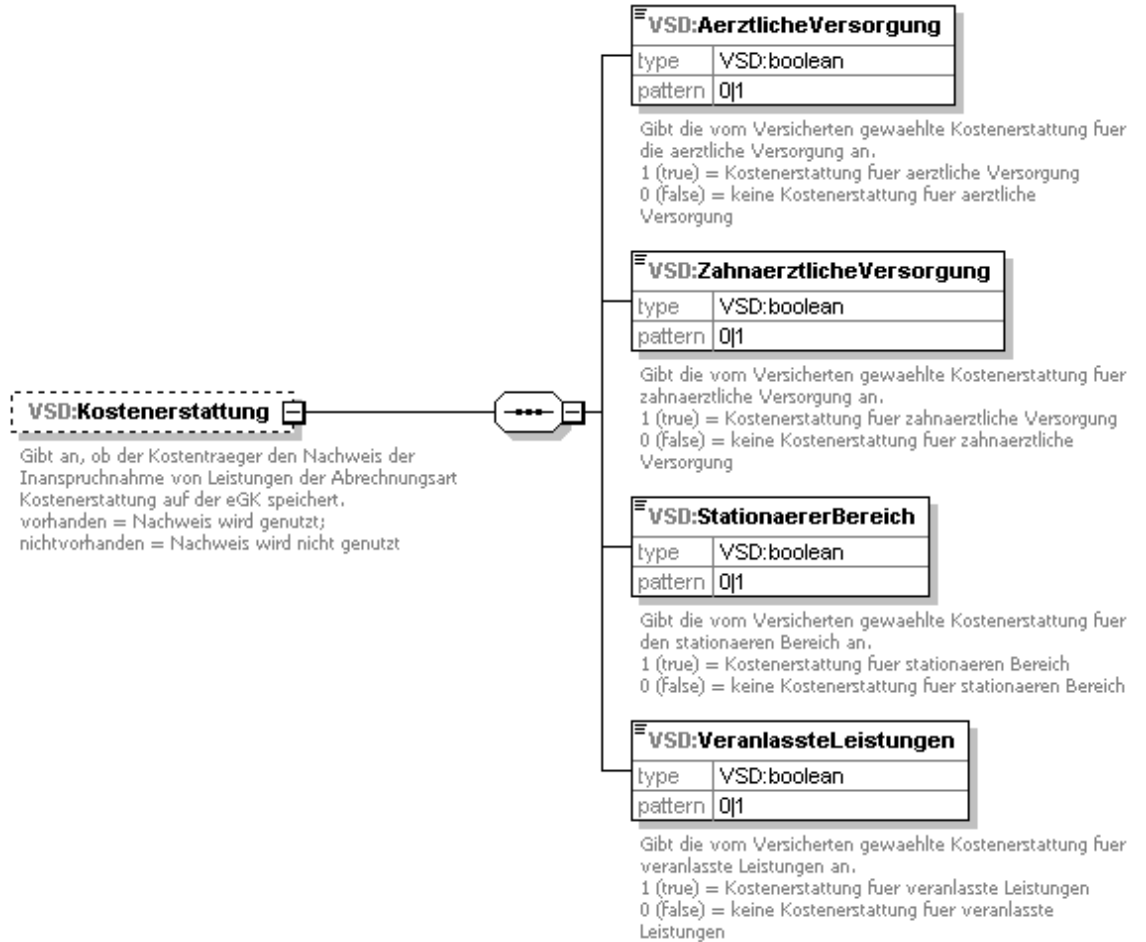 VSD:Kostenerstattung
Gibt an, ob der Kostentraeger den Nachweis der
Inanspruchnahme von Leistungen der Abrechnungsart
Kostenerstattung auf der eGK speichert.
vorhanden = Nachweis wird genutzt;
nichtvorhanden = Nachweis wird nicht genutzt
VSD:AerztlicheVersorgung
type VSD:boolean
pattern 0|1
Gibt die vom Versicherten gewaehlte Kostenerstattung fuer
die aerztliche Versorgung an.
1 (true) = Kostenerstattung fuer aerztliche Versorgung
0 (false) = keine Kostenerstattung fuer aerztliche
Versorgung
VSD:ZahnaerztlicheVersorgung
type VSD:boolean
pattern 0|1
Gibt die vom Versicherten gewaehlte Kostenerstattung fuer
zahnaerztliche Versorgung an.
1 (true) = Kostenerstattung fuer zahnaerztliche Versorgung
0 (false) = keine Kostenerstattung fuer zahnaerztliche
Versorgung
VSD:StationaererBereich
type VSD:boolean
pattern 0|1
Gibt die vom Versicherten gewaehlte Kostenerstattung fuer
den stationaeren Bereich an.
1 (true) = Kostenerstattung fuer stationaeren Bereich
0 (false) = keine Kostenerstattung fuer stationaeren Bereich
VSD:VeranlassteLeistungen
type VSD:boolean
pattern 0|1
Gibt die vom Versicherten gewaehlte Kostenerstattung fuer
veranlasste Leistungen an.
1 (true) = Kostenerstattung fuer veranlasste Leistungen
0 (false) = keine Kostenerstattung fuer veranlasste
Leistungen